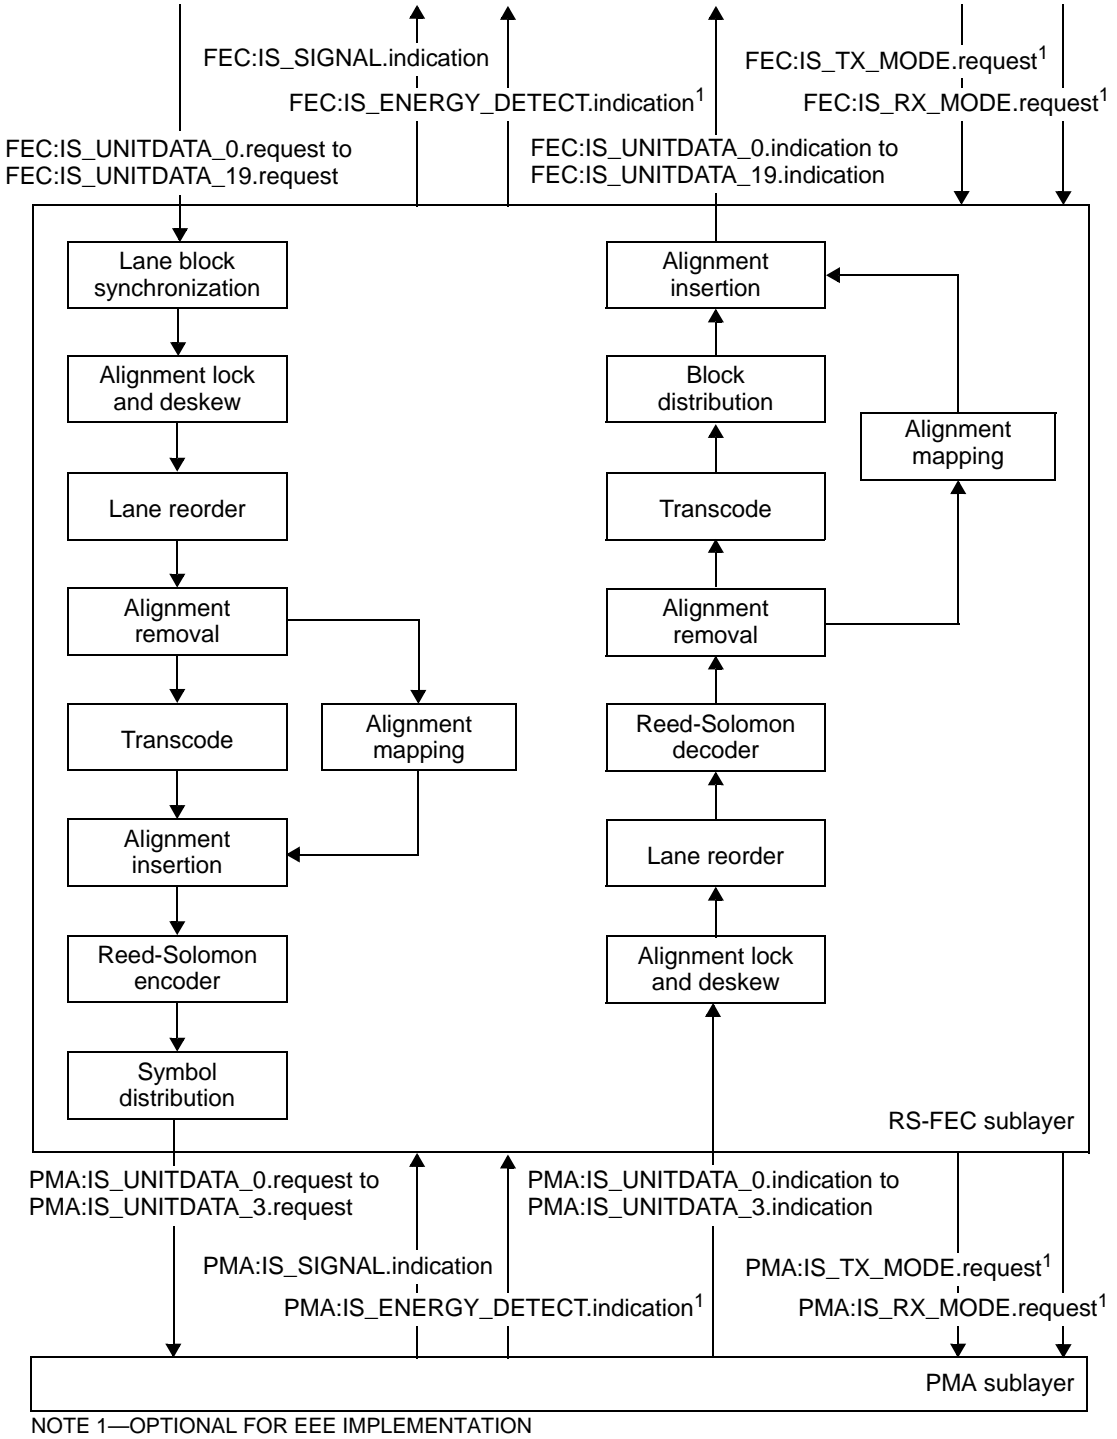 FEC:IS_SIGNAL.indication
FEC:IS_TX_MODE.request1
FEC:IS_ENERGY_DETECT.indication1
FEC:IS_RX_MODE.request1
FEC:IS_UNITDATA_0.request to
FEC:IS_UNITDATA_19.request
FEC:IS_UNITDATA_0.indication to
FEC:IS_UNITDATA_19.indication
Lane block
synchronization
Alignment lock
and deskew
Lane reorder
Alignment
removal
Transcode
Alignment
mapping
Alignment
insertion
Reed-Solomon
encoder
Symbol
distribution
Alignment
insertion
Block
distribution
Alignment
mapping
Transcode
Alignment
removal
Reed-Solomon
decoder
Lane reorder
Alignment lock
and deskew
RS-FEC sublayer
PMA:IS_UNITDATA_0.request to
PMA:IS_UNITDATA_3.request
PMA:IS_UNITDATA_0.indication to
PMA:IS_UNITDATA_3.indication
PMA:IS_SIGNAL.indication
PMA:IS_TX_MODE.request1
PMA:IS_ENERGY_DETECT.indication1
PMA:IS_RX_MODE.request1
PMA sublayer
NOTE 1—OPTIONAL FOR EEE IMPLEMENTATION